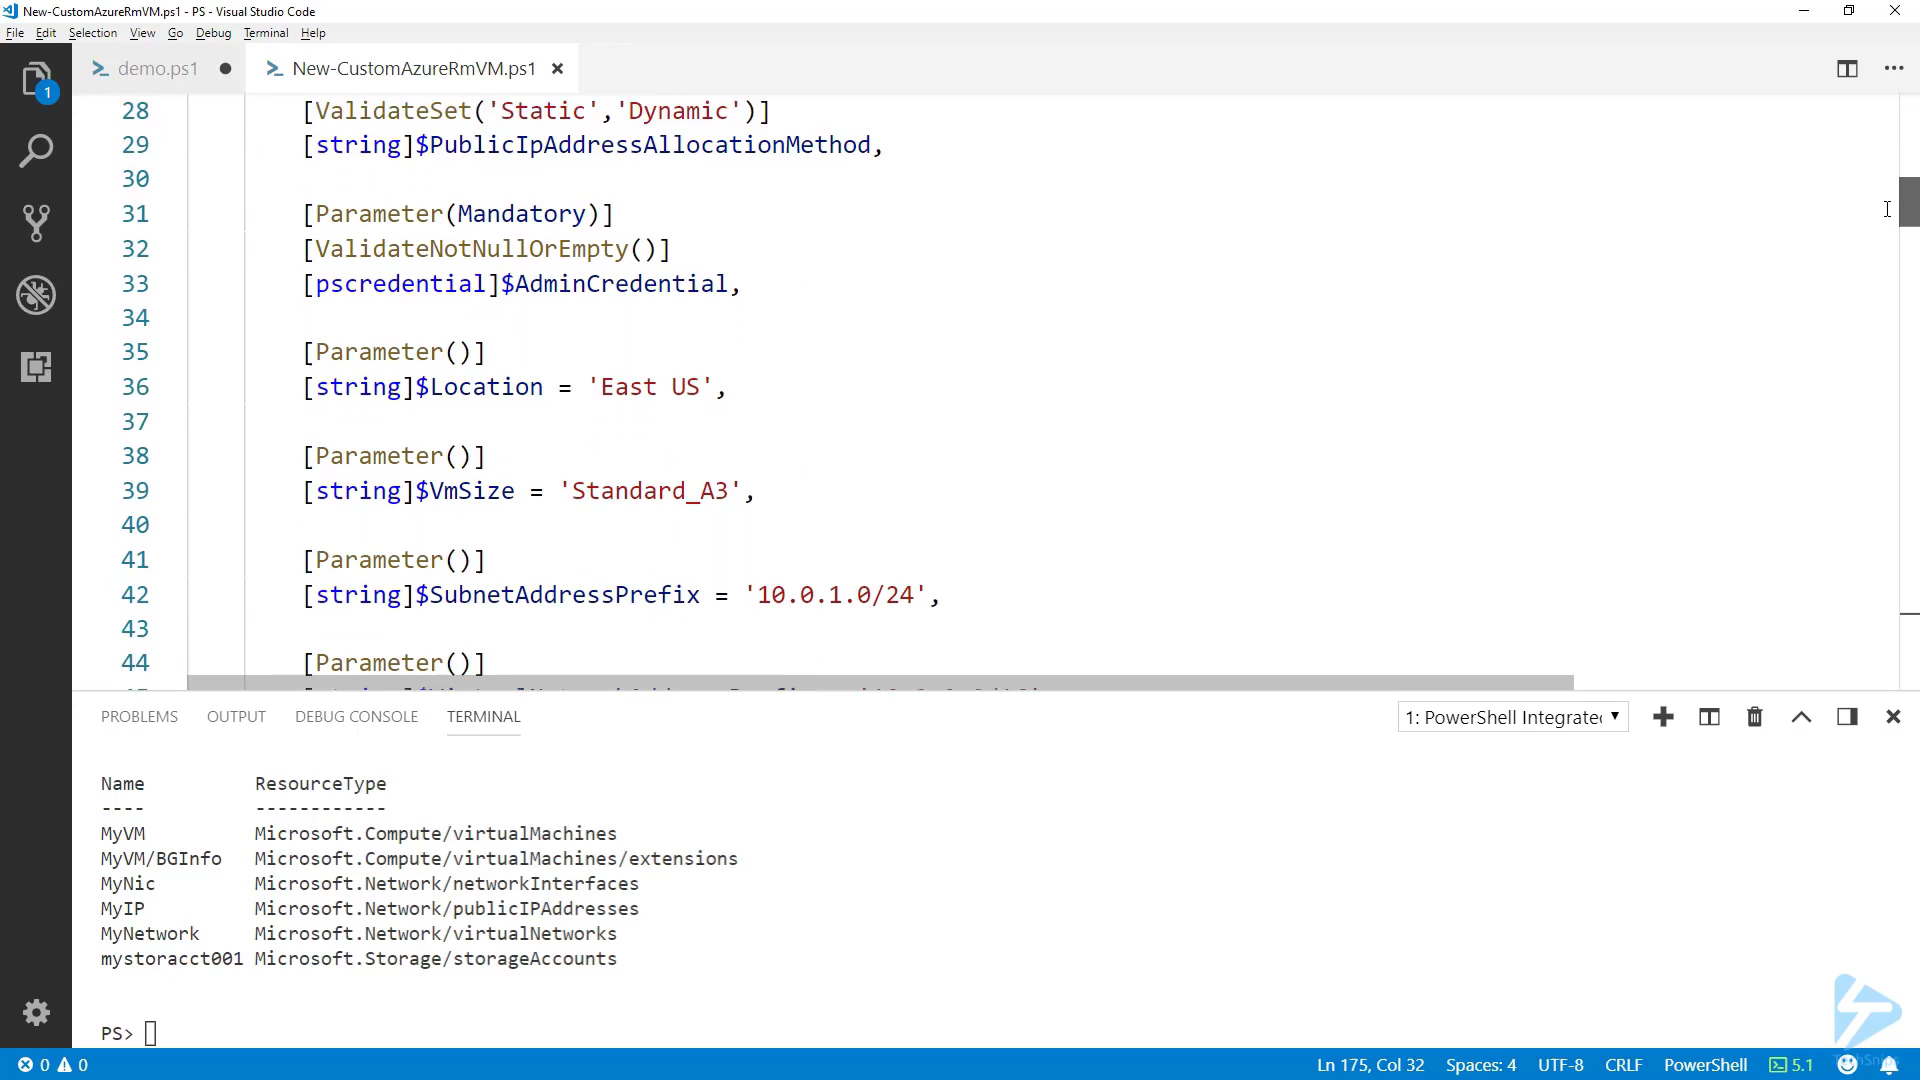 New-CustomAzureRmVM.ps1 - PS - Visual Studio Code
File Edit Selection View Go Debug Terminal Help
demo.ps1 New-CustomAzureRmVM.ps1
1
28 [ValidateSet('Static','Dynamic')]
29 [string]$PublicIpAddressAllocationMethod,
30
31 [Parameter(Mandatory)]
32 [ValidateNotNullOrEmpty()]
33 [pscredential]$AdminCredential,
34
35 [Parameter()]
36 [string]$Location = 'East US',
37
38 [Parameter()]
39 [string]$VmSize = 'Standard_A3',
40
41 [Parameter()]
42 [string]$SubnetAddressPrefix = '10.0.1.0/24',
43
44 [Parameter()]
PROBLEMS OUTPUT DEBUG CONSOLE TERMINAL 1: PowerShell Integrated
Name ResourceType
---- ------------
MyVM Microsoft.Compute/virtualMachines
MyVM/BGInfo Microsoft.Compute/virtualMachines/extensions
MyNic Microsoft.Network/networkInterfaces
MyIP Microsoft.Network/publicIPAddresses
MyNetwork Microsoft.Network/virtualNetworks
mystoracct001 Microsoft.Storage/storageAccounts
PS>
0 0 Ln 175, Col 32 Spaces: 4 UTF-8 CRLF PowerShell 5.1